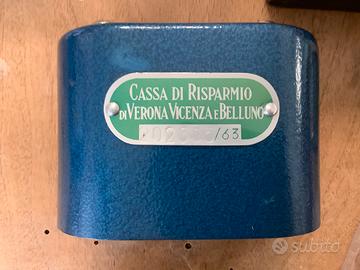 CASSA DI RISPARMIO
DI VERONA VICENZA E BELLUNO
/63
subito